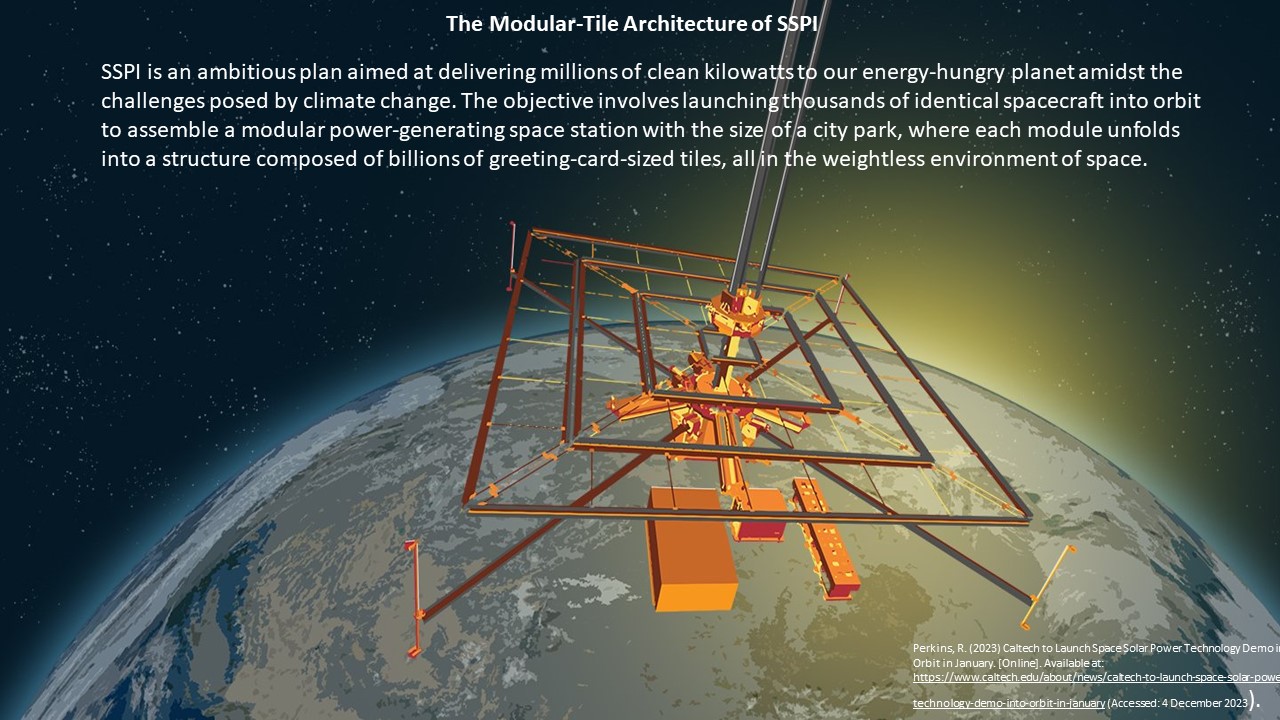 The Modular-Tile Architecture of SSPI
SSPI is an ambitious plan aimed at delivering millions of clean kilowatts to our energy-hungry planet amidst the
challenges posed by climate change. The objective involves launching thousands of identical spacecraft into orbit
to assemble a modular power-generating space station with the size of a city park, where each module unfolds
into a structure composed of billions of greeting-card-sized tiles, all in the weightless environment of space.
Perkins, R. (2023) Caltech to Launch Space Solar Power Technology Demo i
Orbit in January. [Online]. Available at:
https://www.caltech.edu/about/news/caltech-to-launch-space-solar-powe
technology-demo-into-orbit-in-january (Accessed: 4 December 2023).